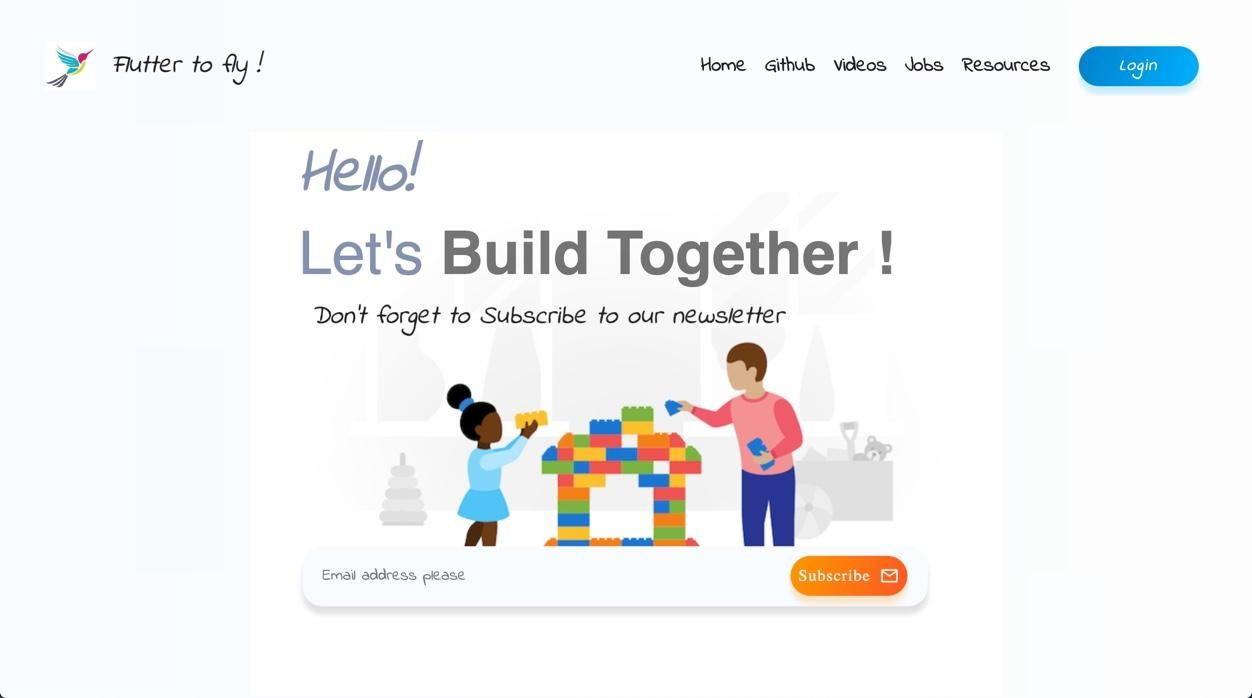 Flutter to fly !
Home Github Videos Jobs Resources Login
Hello!
Let's Build Together !
Don't forget to Subscribe to our newsletter
Email address please Subscribe